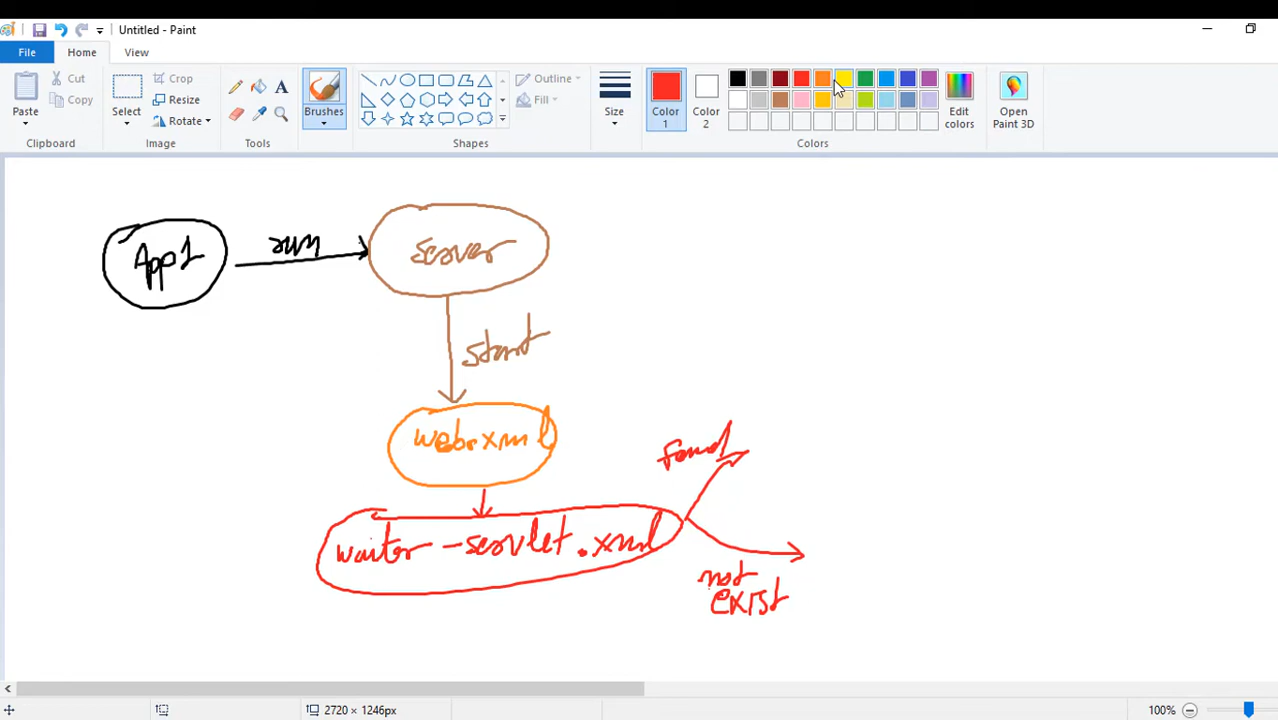 Untitled - Paint
File
Home
View
Paste
Cut
Copy
Clipboard
Select
Crop
Resize
Rotate
Image
A
Tools
Brushes
Outline
Fill
Shapes
Size
Color 1
Color 2
Edit colors
Colors
Open Paint 3D
App1
run
server
start
web.xml
found
waiter -servlet.xml
not
exist
2720 × 1246px
100%